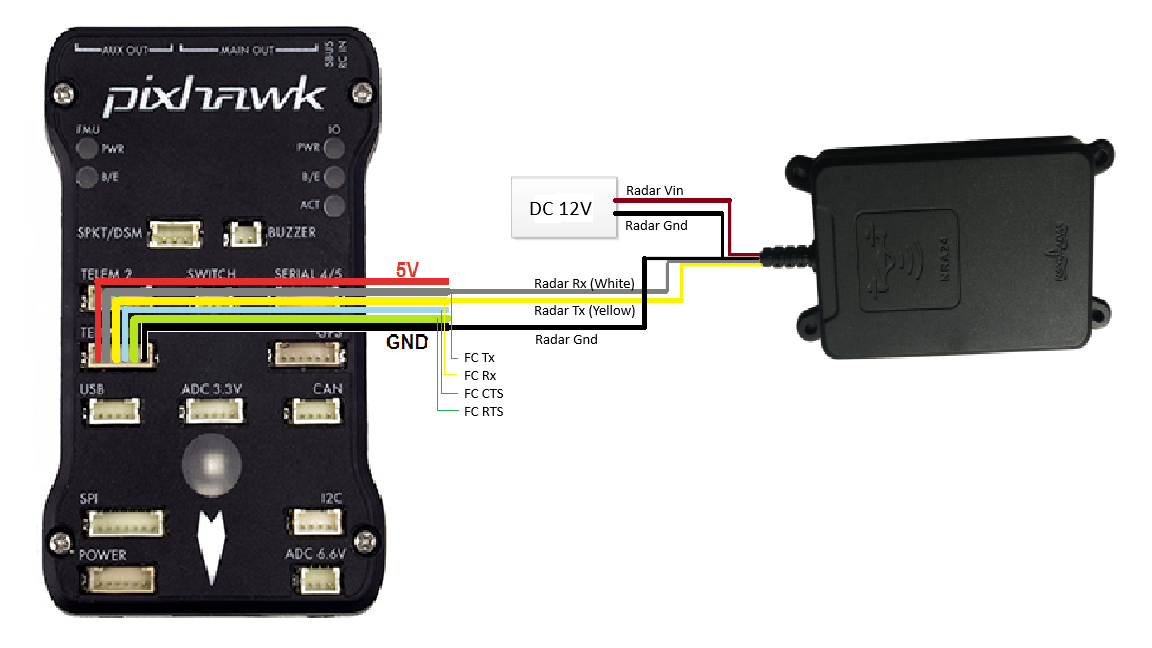 AUX OUT
MAIN OUT
SBUS
RC IN
pixhawk
FMU
IO
PWR
PWR
B/E
B/E
ACT
SPKT/DSM
BUZZER
TELEM 2
SWITCH
SERIAL 4/5
USB
ADC 3.3V
CAN
SPI
I2C
POWER
ADC 6.6V
5V
GND
DC 12V
Radar Vin
Radar Gnd
Radar Rx (White)
Radar Tx (Yellow)
Radar Gnd
FC Tx
FC Rx
FC CTS
FC RTS
NRA24